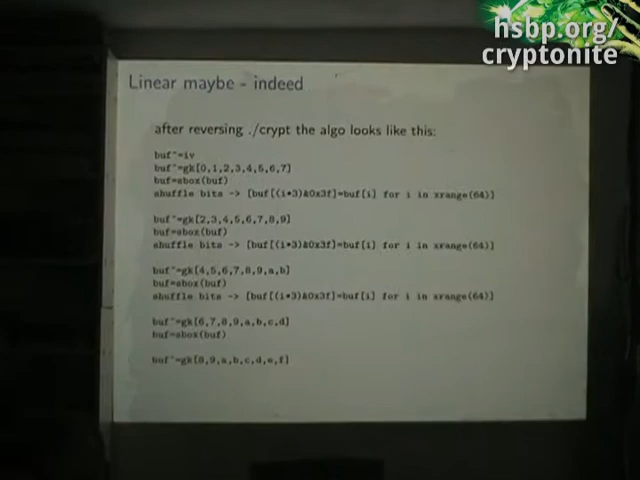 hsbp.org/
cryptonite
Linear maybe - indeed
after reversing ./crypt the algo looks like this:
buf^=iv
buf^=gk[0,1,2,3,4,5,6,7]
buf=sbox(buf)
shuffle bits -> [buf[(i*3)&0x3f]=buf[i] for i in xrange(64)]
buf^=gk[2,3,4,5,6,7,8,9]
buf=sbox(buf)
shuffle bits -> [buf[(i*3)&0x3f]=buf[i] for i in xrange(64)]
buf^=gk[4,5,6,7,8,9,a,b]
buf=sbox(buf)
shuffle bits -> [buf[(i*3)&0x3f]=buf[i] for i in xrange(64)]
buf^=gk[6,7,8,9,a,b,c,d]
buf=sbox(buf)
buf^=gk[8,9,a,b,c,d,e,f]